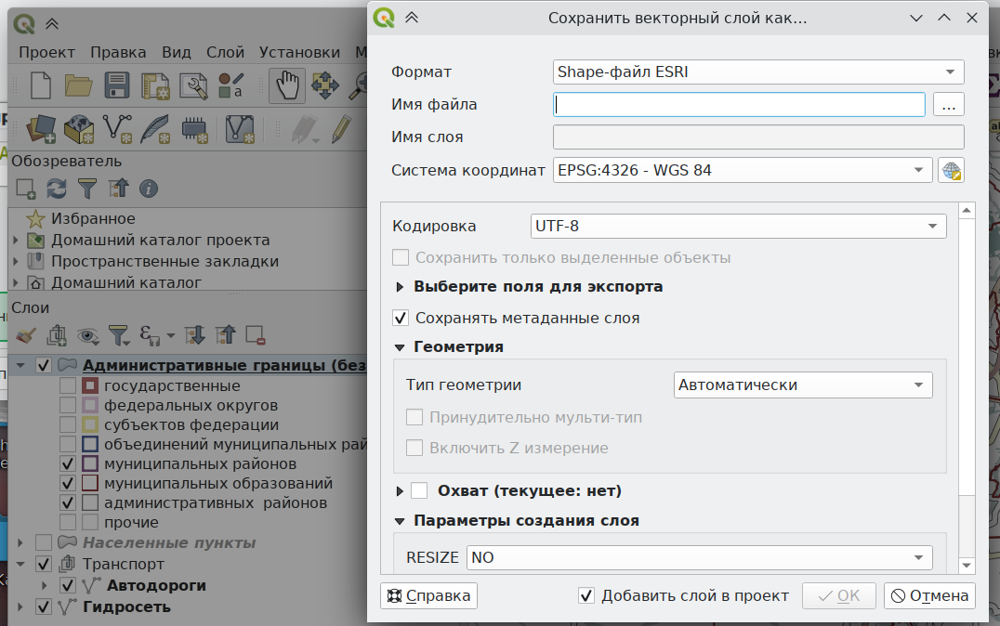 Сохранить векторный слой как…
Проект Правка Вид Слой Установки
Формат Shape-файл ESRI
Имя файла …
Имя слоя
Система координат EPSG:4326 - WGS 84
Обозреватель
Избранное
Домашний каталог проекта
Пространственные закладки
Домашний каталог
Слои
Административные границы (без
государственные
федеральных округов
субъектов федерации
объединений муниципальных рай
муниципальных районов
муниципальных образований
административных районов
прочие
Населенные пункты
Транспорт
Автодороги
Гидросеть
Кодировка UTF-8
Сохранить только выделенные объекты
Выберите поля для экспорта
Сохранять метаданные слоя
Геометрия
Тип геометрии Автоматически
Принудительно мульти-тип
Включить Z измерение
Охват (текущее: нет)
Параметры создания слоя
RESIZE NO
Справка Добавить слой в проект OK Отмена